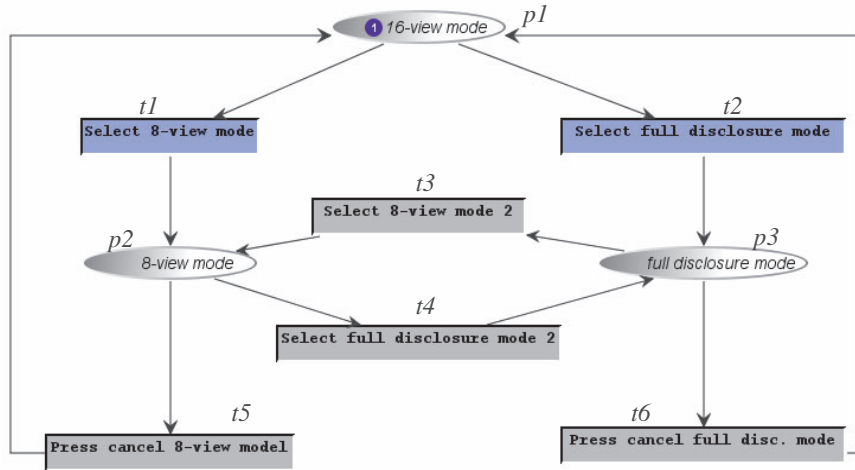 p1
1 16-view mode
t1
t2
Select 8-view mode
Select full disclosure mode
t3
Select 8-view mode 2
p2
p3
8-view mode
full disclosure mode
t4
Select full disclosure mode 2
t5
t6
Press cancel 8-view model
Press cancel full disc. mode